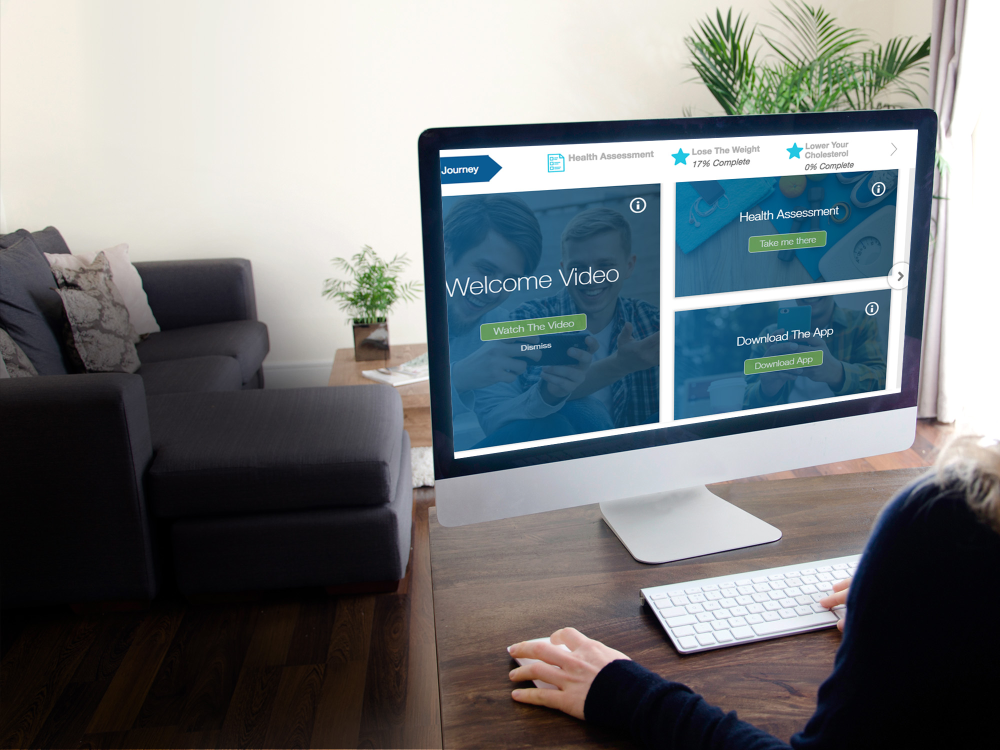 Journey
Health Assessment
Lose The Weight
17% Complete
Lower Your
Cholesterol
0% Complete
Welcome Video
Watch The Video
Dismiss
Health Assessment
Take me there
Download The App
Download App